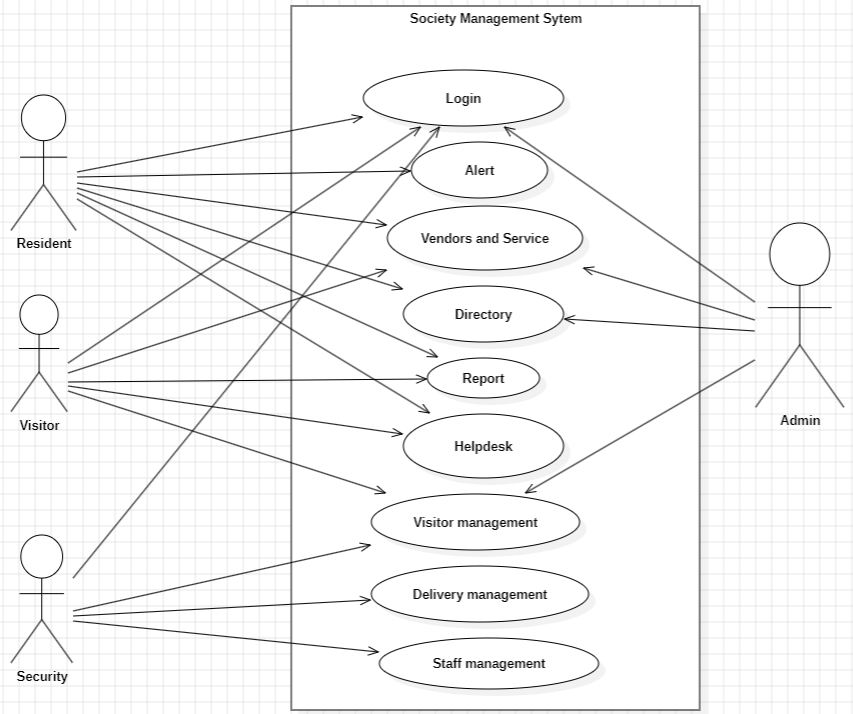 Society Management Sytem
Login
Alert
Resident
Vendors and Service
Directory
Report
Visitor
Admin
Helpdesk
Visitor management
Delivery management
Staff management
Security